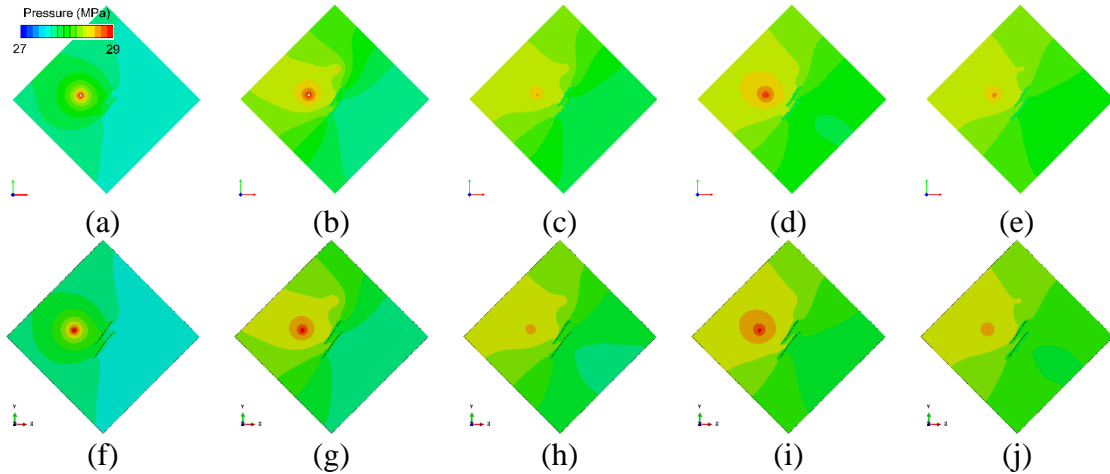 Pressure (MPa)
27 29
(a) (b) (c) (d) (e)
Y X Y X Y X Y X Y X
(f) (g) (h) (i) (j)